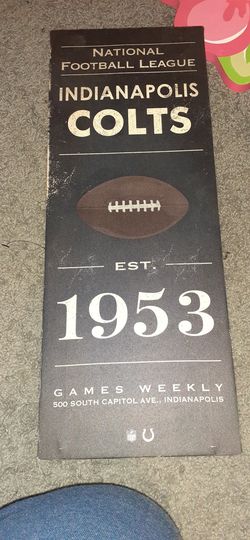 NATIONAL
FOOTBALL LEAGUE
INDIANAPOLIS
COLTS
EST.
1953
GAMES WEEKLY
500 SOUTH CAPITOL AVE., INDIANAPOLIS